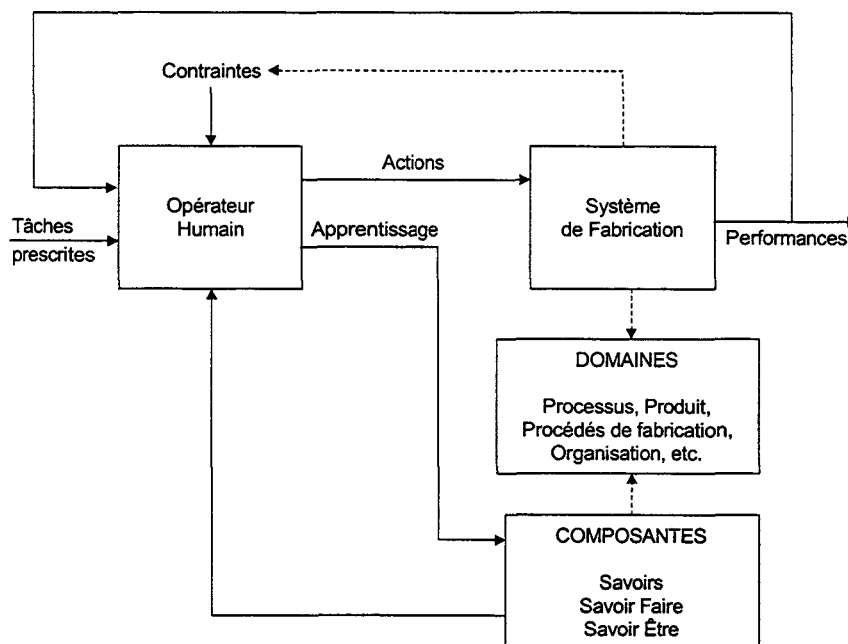 Contraintes
Actions
Opérateur
Humain
Système
de Fabrication
Tâches
prescrites
Apprentissage
Performances
DOMAINES
Processus, Produit,
Procédés de fabrication,
Organisation, etc.
COMPOSANTES
Savoirs
Savoir Faire
Savoir Être